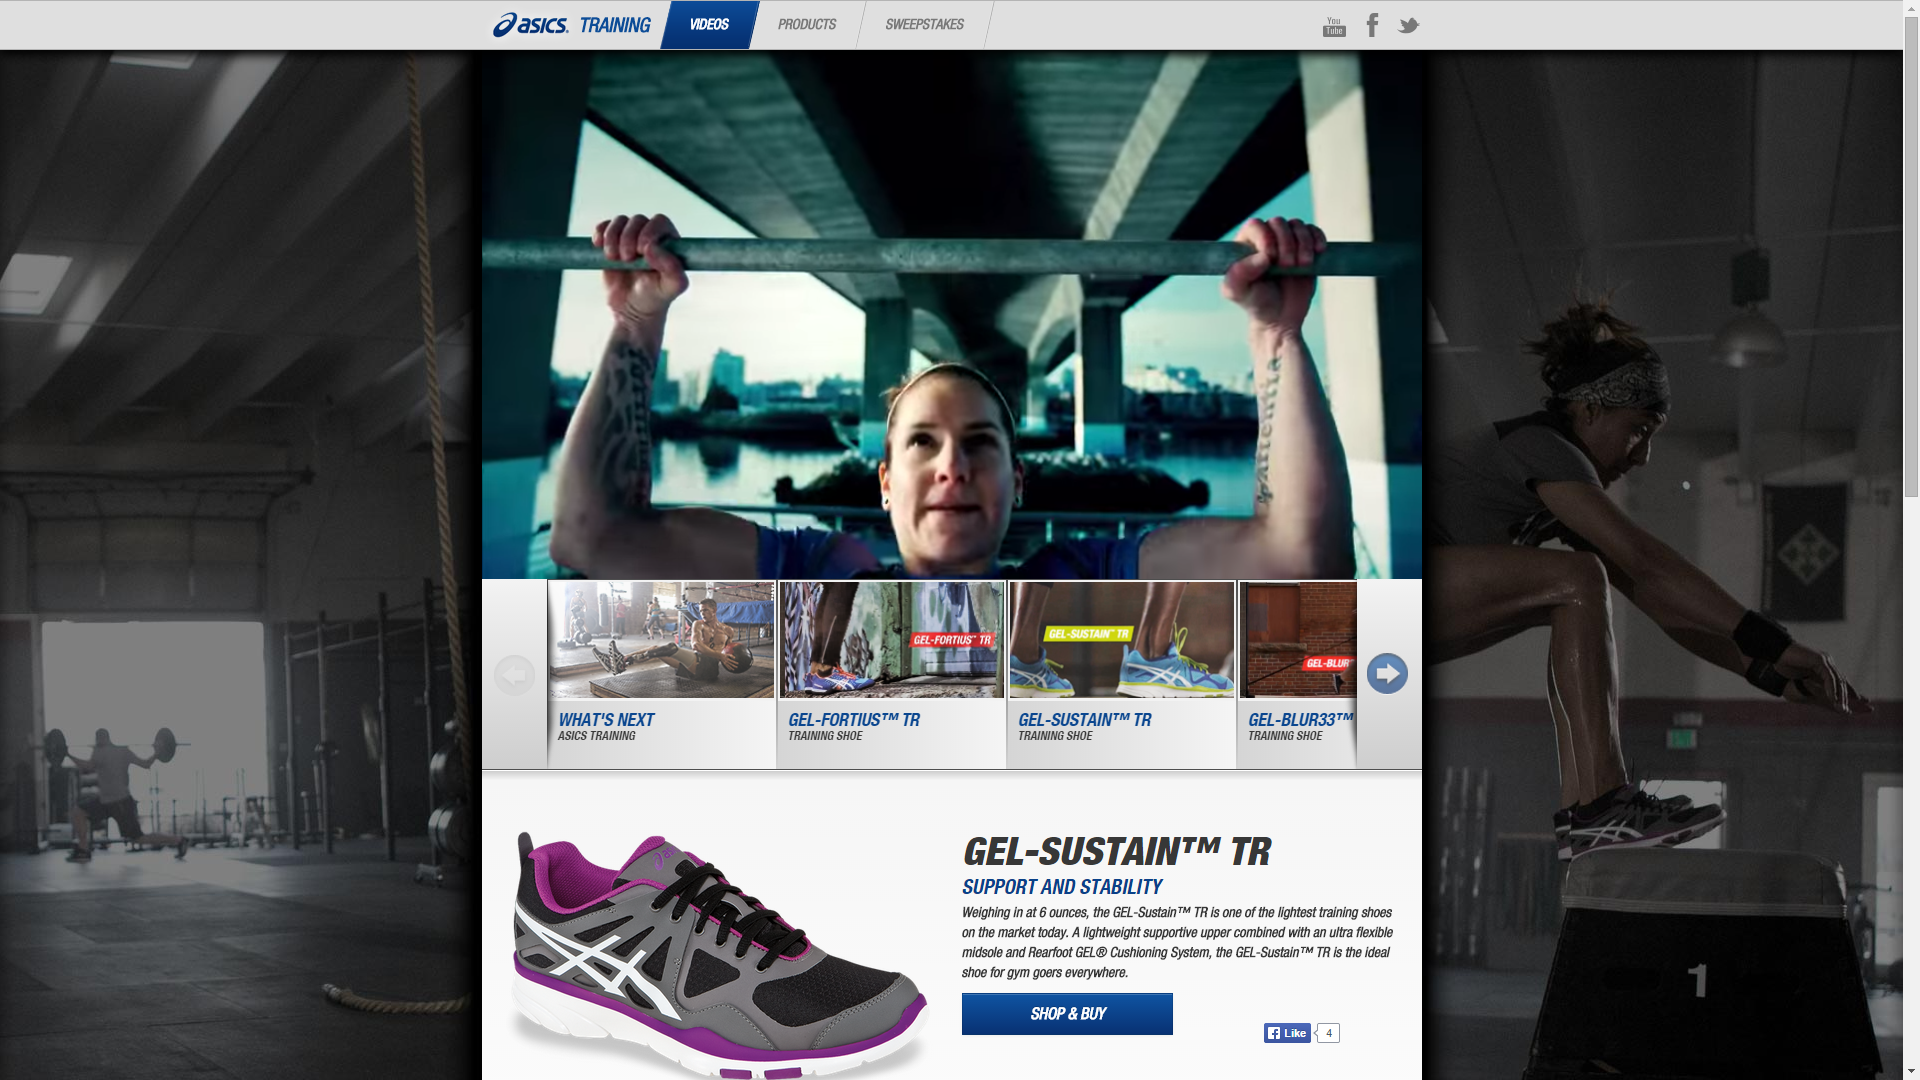 asics. TRAINING
VIDEOS
PRODUCTS
SWEEPSTAKES
You
Tube
GEL-FORTIUS™ TR
GEL-SUSTAIN™ TR
GEL-BLUR
WHAT'S NEXT
ASICS TRAINING
GEL-FORTIUS™ TR
TRAINING SHOE
GEL-SUSTAIN™ TR
TRAINING SHOE
GEL-BLUR33™
TRAINING SHOE
GEL-SUSTAIN™ TR
SUPPORT AND STABILITY
Weighing in at 6 ounces, the GEL-Sustain™ TR is one of the lightest training shoes
on the market today. A lightweight supportive upper combined with an ultra flexible
midsole and Rearfoot GEL® Cushioning System, the GEL-Sustain™ TR is the ideal
shoe for gym goers everywhere.
SHOP & BUY
Like
4
1